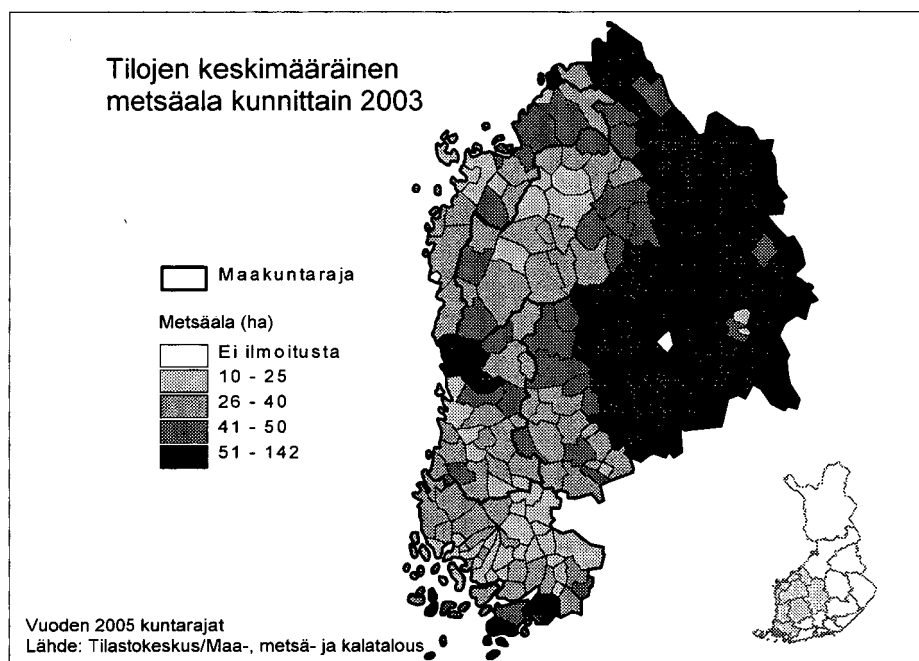 Tilojen keskimääräinen
metsäala kunnittain 2003
Maakuntaraja
Metsäala (ha)
Ei ilmoitusta
10 - 25
26 - 40
41 - 50
51 - 142
Vuoden 2005 kuntarajat
Lähde: Tilastokeskus/Maa-, metsä- ja kalatalous